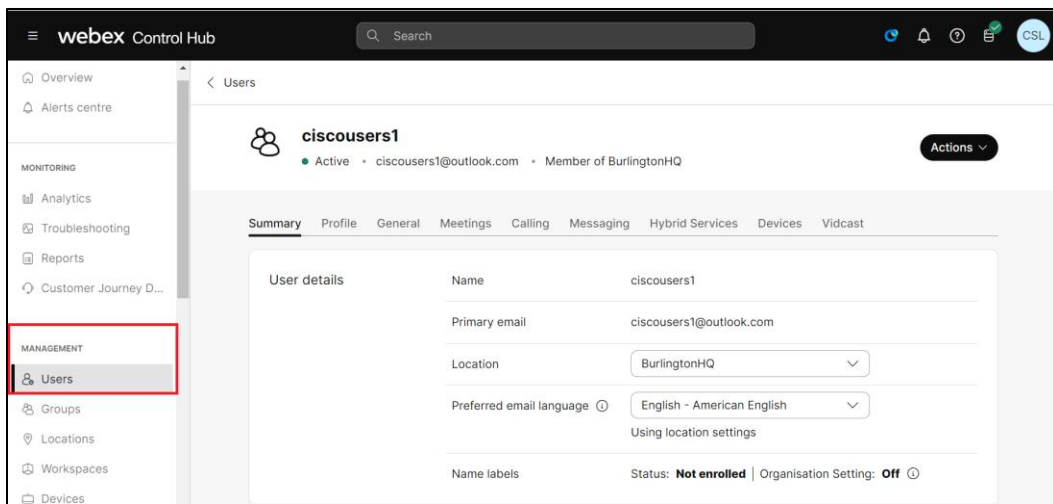 webex Control Hub
Search
CSL
Overview
Alerts centre
MONITORING
Analytics
Troubleshooting
Reports
Customer Journey D...
MANAGEMENT
Users
Groups
Locations
Workspaces
Devices
Users
ciscousers1
Active • ciscousers1@outlook.com • Member of BurlingtonHQ
Actions
Summary Profile General Meetings Calling Messaging Hybrid Services Devices Vidcast
User details
Name ciscousers1
Primary email ciscousers1@outlook.com
Location BurlingtonHQ
Preferred email language English - American English
Using location settings
Name labels Status: Not enrolled | Organisation Setting: Off